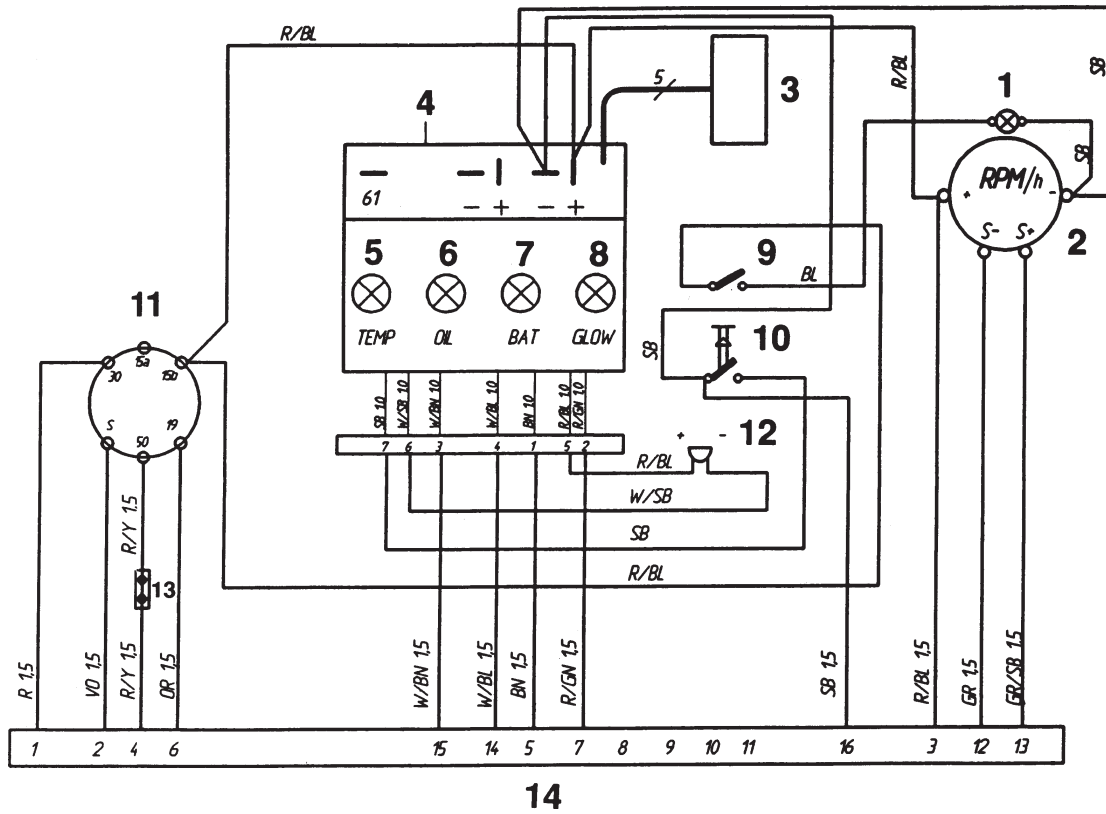 R/BL
5
3
4
R/BL
1
SB
SB
RPM/h
+ -
S- S+
2
61
- + - +
5 6 7 8
TEMP OIL BAT GLOW
9
BL
10
SB
11
15a
30 15b
S 19
50
SB 1.0
W/SB 1.0
W/BN 1.0
W/BL 1.0
BN 1.0
R/BL 1.0
R/GN 1.0
7 6 3 4 1 5 2
+ -
12
R/BL
W/SB
SB
R/BL
R/Y 1,5
13
R 1,5
VO 1,5
R/Y 1,5
OR 1,5
W/BN 1,5
W/BL 1,5
BN 1,5
R/GN 1,5
SB 1,5
R/BL 1,5
GR 1,5
GR/SB 1,5
1 2 4 6 15 14 5 7 8 9 10 11 16 3 12 13
14